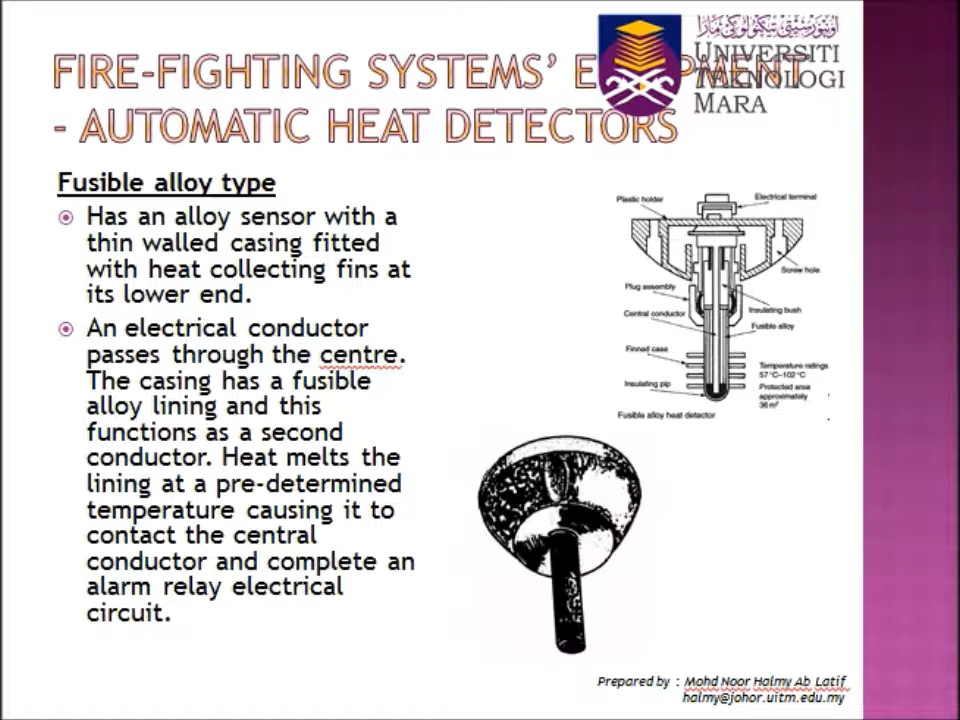 FIRE-FIGHTING SYSTEMS' E PMENT
- AUTOMATIC HEAT DETECTORS
اونيۏرسيتي تيكنولوݢي مارا
UNIVERSITI
TEKNOLOGI
MARA
Fusible alloy type
Has an alloy sensor with a
thin walled casing fitted
with heat collecting fins at
its lower end.
An electrical conductor
passes through the centre.
The casing has a fusible
alloy lining and this
functions as a second
conductor. Heat melts the
lining at a pre-determined
temperature causing it to
contact the central
conductor and complete an
alarm relay electrical
circuit.
Plastic holder
Electrical terminal
Screw hole
Plug assembly
Insulating bush
Central conductor
Fusible alloy
Finned case
Temperature ratings
57 °C–102 °C
Insulating pip
Protected area
approximately
36 m²
Fusible alloy heat detector
Prepared by : Mohd Noor Halmy Ab Latif
halmy@johor.uitm.edu.my